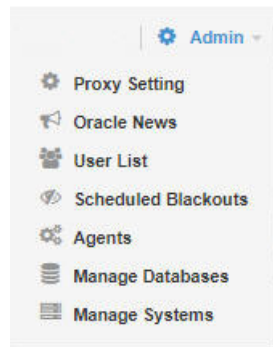 Admin
Proxy Setting
Oracle News
User List
Scheduled Blackouts
Agents
Manage Databases
Manage Systems